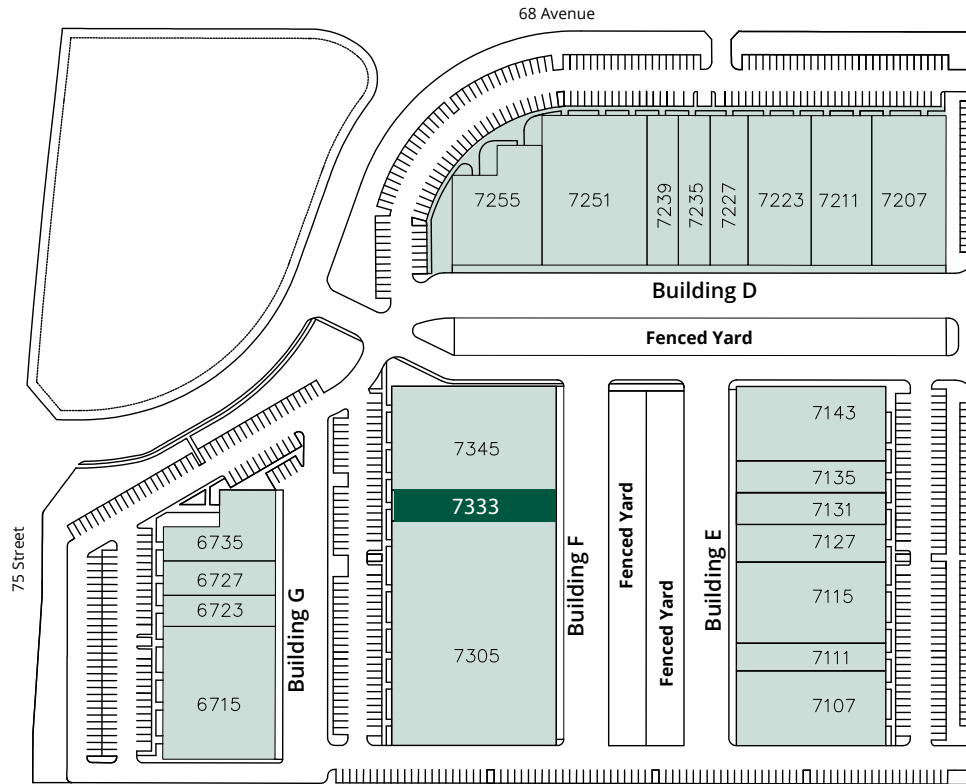 68 Avenue
7255
7251
7239
7235
7227
7223
7211
7207
Building D
Fenced Yard
7345
7333
7305
Building F
Fenced Yard
Fenced Yard
Building E
7143
7135
7131
7127
7115
7111
7107
75 Street
6735
6727
6723
6715
Building G